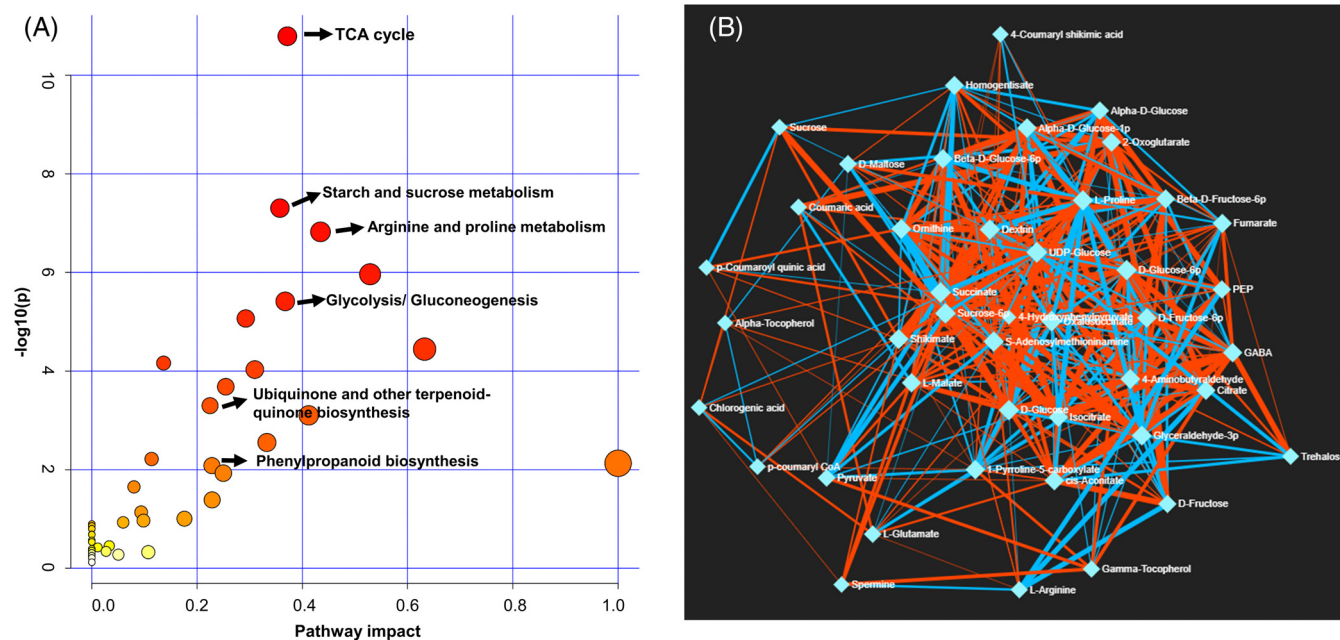 (A)
TCA cycle
10
Starch and sucrose metabolism
8
Arginine and proline metabolism
6
Glycolysis/ Gluconeogenesis
-log10(p)
4
Ubiquinone and other terpenoid-
quinone biosynthesis
2
Phenylpropanoid biosynthesis
0
0.0 0.2 0.4 0.6 0.8 1.0
Pathway impact
(B)
4-Coumaryl shikimic acid
Homogentisate
Alpha-D-Glucose
Sucrose
Alpha-D-Glucose-1p
2-Oxoglutarate
D-Maltose
Beta-D-Glucose-6p
Coumaric acid
L-Proline
Beta-D-Fructose-6p
Ornithine
Dextrin
Fumarate
UDP-Glucose
p-Coumaroyl quinic acid
D-Glucose-6p
Succinate
PEP
Sucrose-6p
4-Hydroxyphenylpyruvate
Oxalosuccinate
D-Fructose-6p
Alpha-Tocopherol
Shikimate
S-Adenosylmethioninamine
GABA
L-Malate
4-Aminobutyraldehyde
Citrate
Chlorogenic acid
D-Glucose
Isocitrate
Glyceraldehyde-3p
Trehalos
p-coumaryl CoA
Pyruvate
1-Pyrroline-5-carboxylate
cis-Aconitate
D-Fructose
L-Glutamate
Gamma-Tocopherol
Spermine
L-Arginine